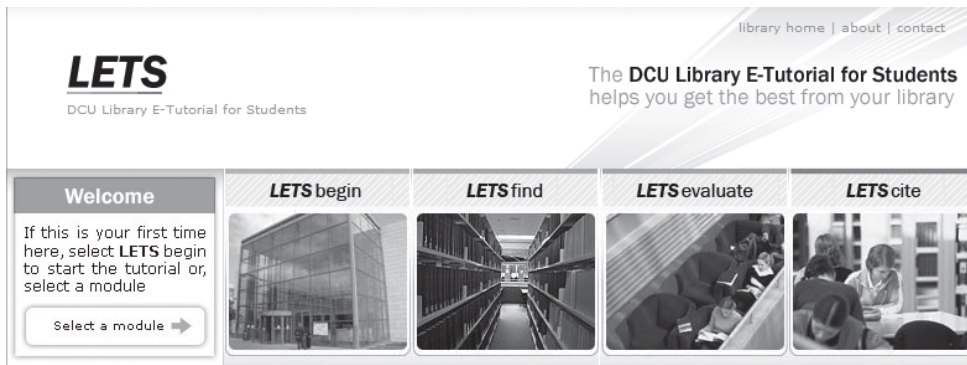 library home | about | contact
LETS
DCU Library E-Tutorial for Students
The DCU Library E-Tutorial for Students
helps you get the best from your library
Welcome
If this is your first time
here, select LETS begin
to start the tutorial or,
select a module
Select a module
LETS begin
LETS find
LETS evaluate
LETS cite